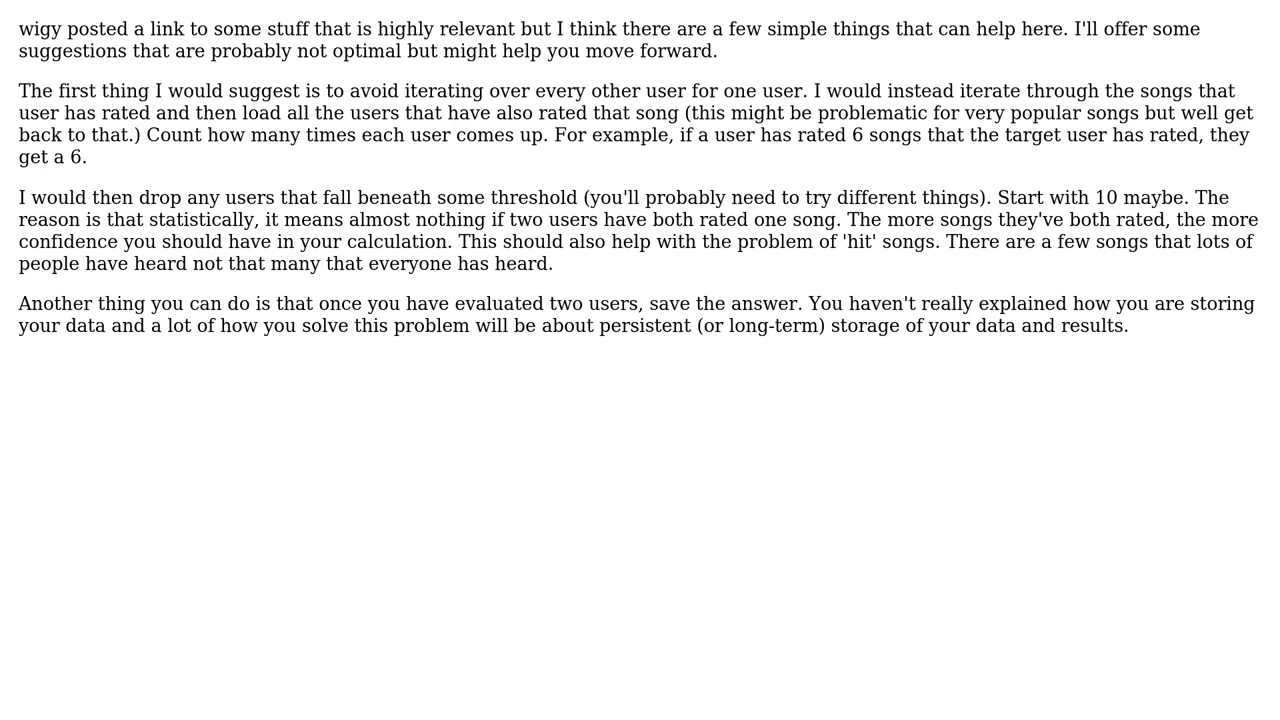 wigy posted a link to some stuff that is highly relevant but I think there are a few simple things that can help here. I'll offer some
suggestions that are probably not optimal but might help you move forward.
The first thing I would suggest is to avoid iterating over every other user for one user. I would instead iterate through the songs that
user has rated and then load all the users that have also rated that song (this might be problematic for very popular songs but well get
back to that.) Count how many times each user comes up. For example, if a user has rated 6 songs that the target user has rated, they
get a 6.
I would then drop any users that fall beneath some threshold (you'll probably need to try different things). Start with 10 maybe. The
reason is that statistically, it means almost nothing if two users have both rated one song. The more songs they've both rated, the more
confidence you should have in your calculation. This should also help with the problem of 'hit' songs. There are a few songs that lots of
people have heard not that many that everyone has heard.
Another thing you can do is that once you have evaluated two users, save the answer. You haven't really explained how you are storing
your data and a lot of how you solve this problem will be about persistent (or long-term) storage of your data and results.